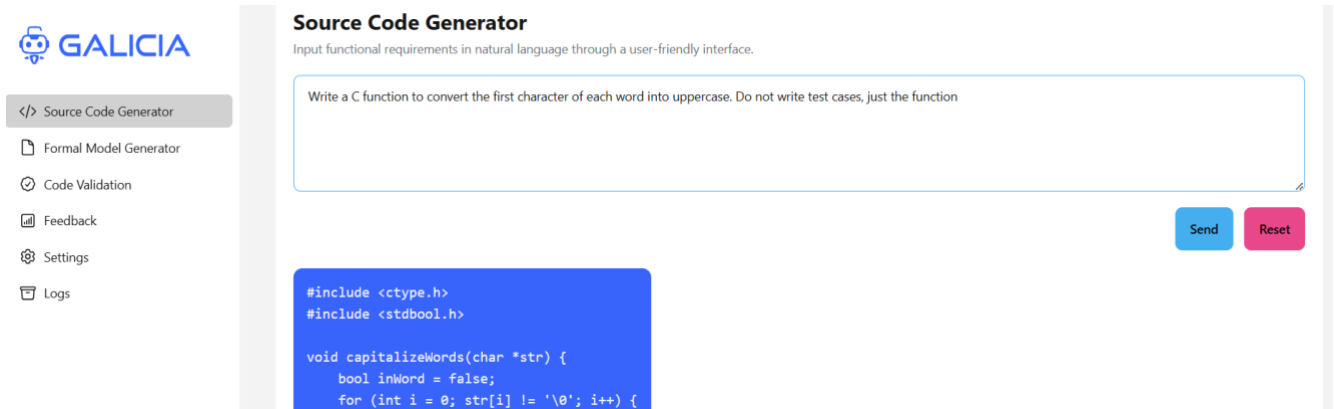 GALICIA
</> Source Code Generator
Formal Model Generator
Code Validation
Feedback
Settings
Logs
Source Code Generator
Input functional requirements in natural language through a user-friendly interface.
Write a C function to convert the first character of each word into uppercase. Do not write test cases, just the function
Send
Reset
#include <ctype.h>
#include <stdbool.h>
void capitalizeWords(char *str) {
    bool inWord = false;
    for (int i = 0; str[i] != '\0'; i++) {